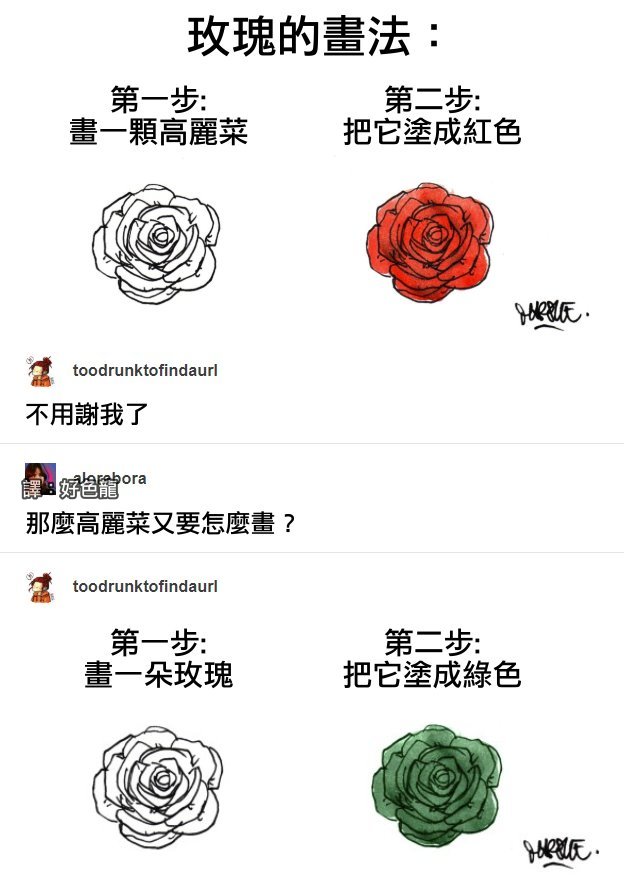 玫瑰的畫法：
第一步:
畫一顆高麗菜
第二步:
把它塗成紅色
toodrunktofindaurl
不用謝我了
alorebora
譯：好色龍
那麼高麗菜又要怎麼畫？
toodrunktofindaurl
第一步:
畫一朵玫瑰
第二步:
把它塗成綠色